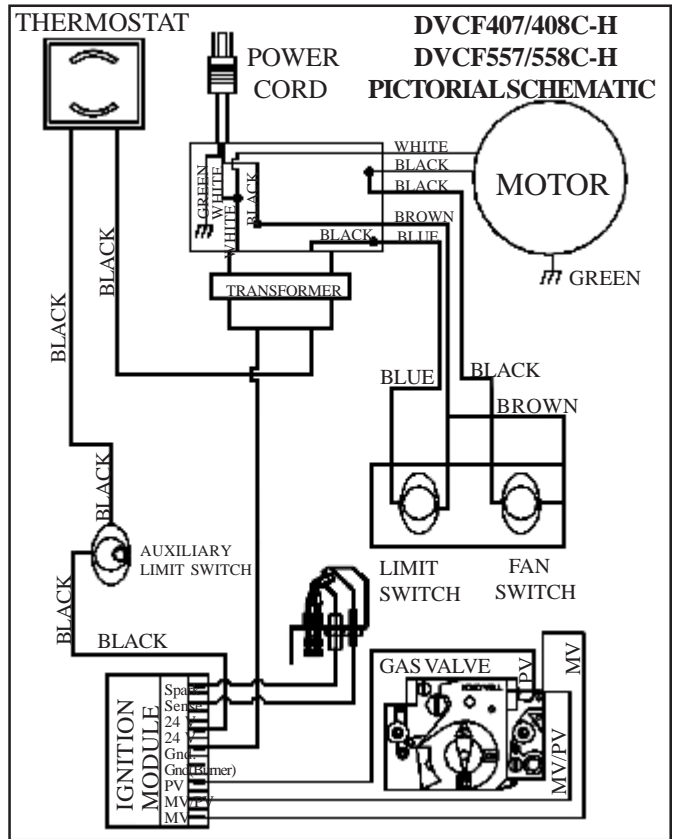 THERMOSTAT
DVCF407/408C-H
DVCF557/558C-H
PICTORIAL SCHEMATIC
POWER
CORD
WHITE
BLACK
BLACK
MOTOR
GREEN
WHITE
BLACK
WHITE
BROWN
BLACK
BLUE
GREEN
TRANSFORMER
BLACK
BLACK
BLUE
BLACK
BROWN
BLACK
AUXILIARY
LIMIT SWITCH
LIMIT
SWITCH
FAN
SWITCH
BLACK
BLACK
GAS VALVE
PV
MV
MV/PV
IGNITION
MODULE
Spark
Sense
24 V
24 V
Gnd.
Gnd(Burner)
PV
MV/PV
MV